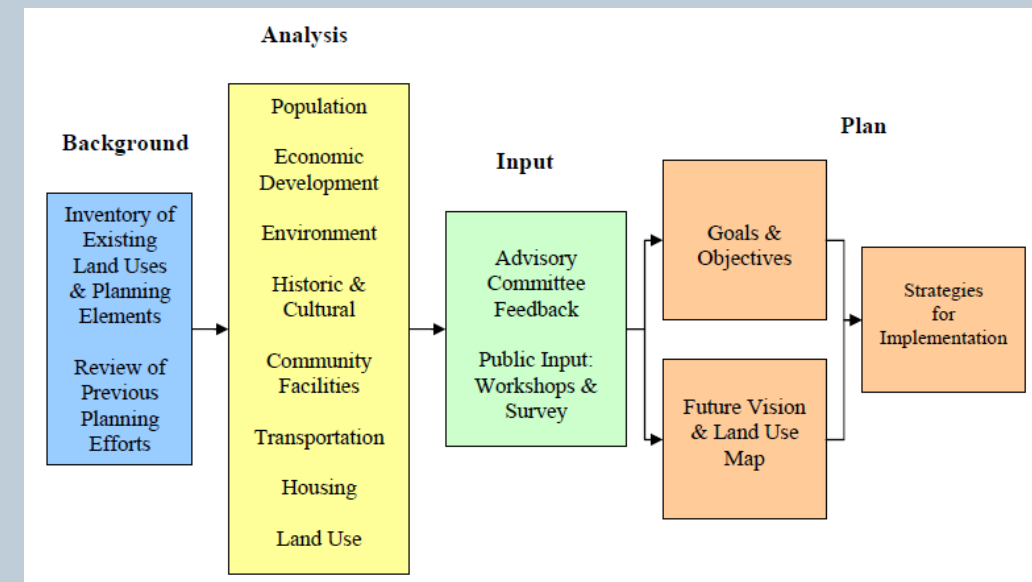 Analysis
Population
Economic
Development
Environment
Historic &
Cultural
Community
Facilities
Transportation
Housing
Land Use
Background
Inventory of
Existing
Land Uses
& Planning
Elements
Review of
Previous
Planning
Efforts
Input
Advisory
Committee
Feedback
Public Input:
Workshops &
Survey
Plan
Goals &
Objectives
Future Vision
& Land Use
Map
Strategies
for
Implementation